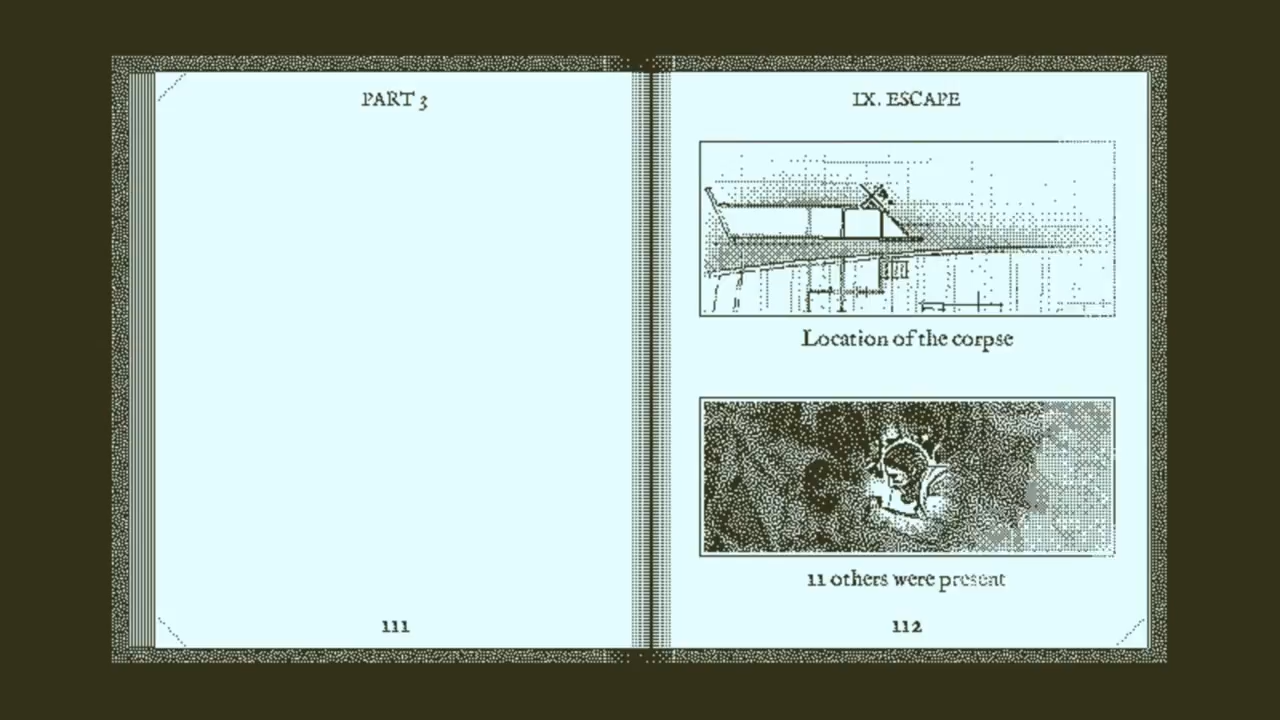 PART 3
111
IX. ESCAPE
Location of the corpse
11 others were present
112